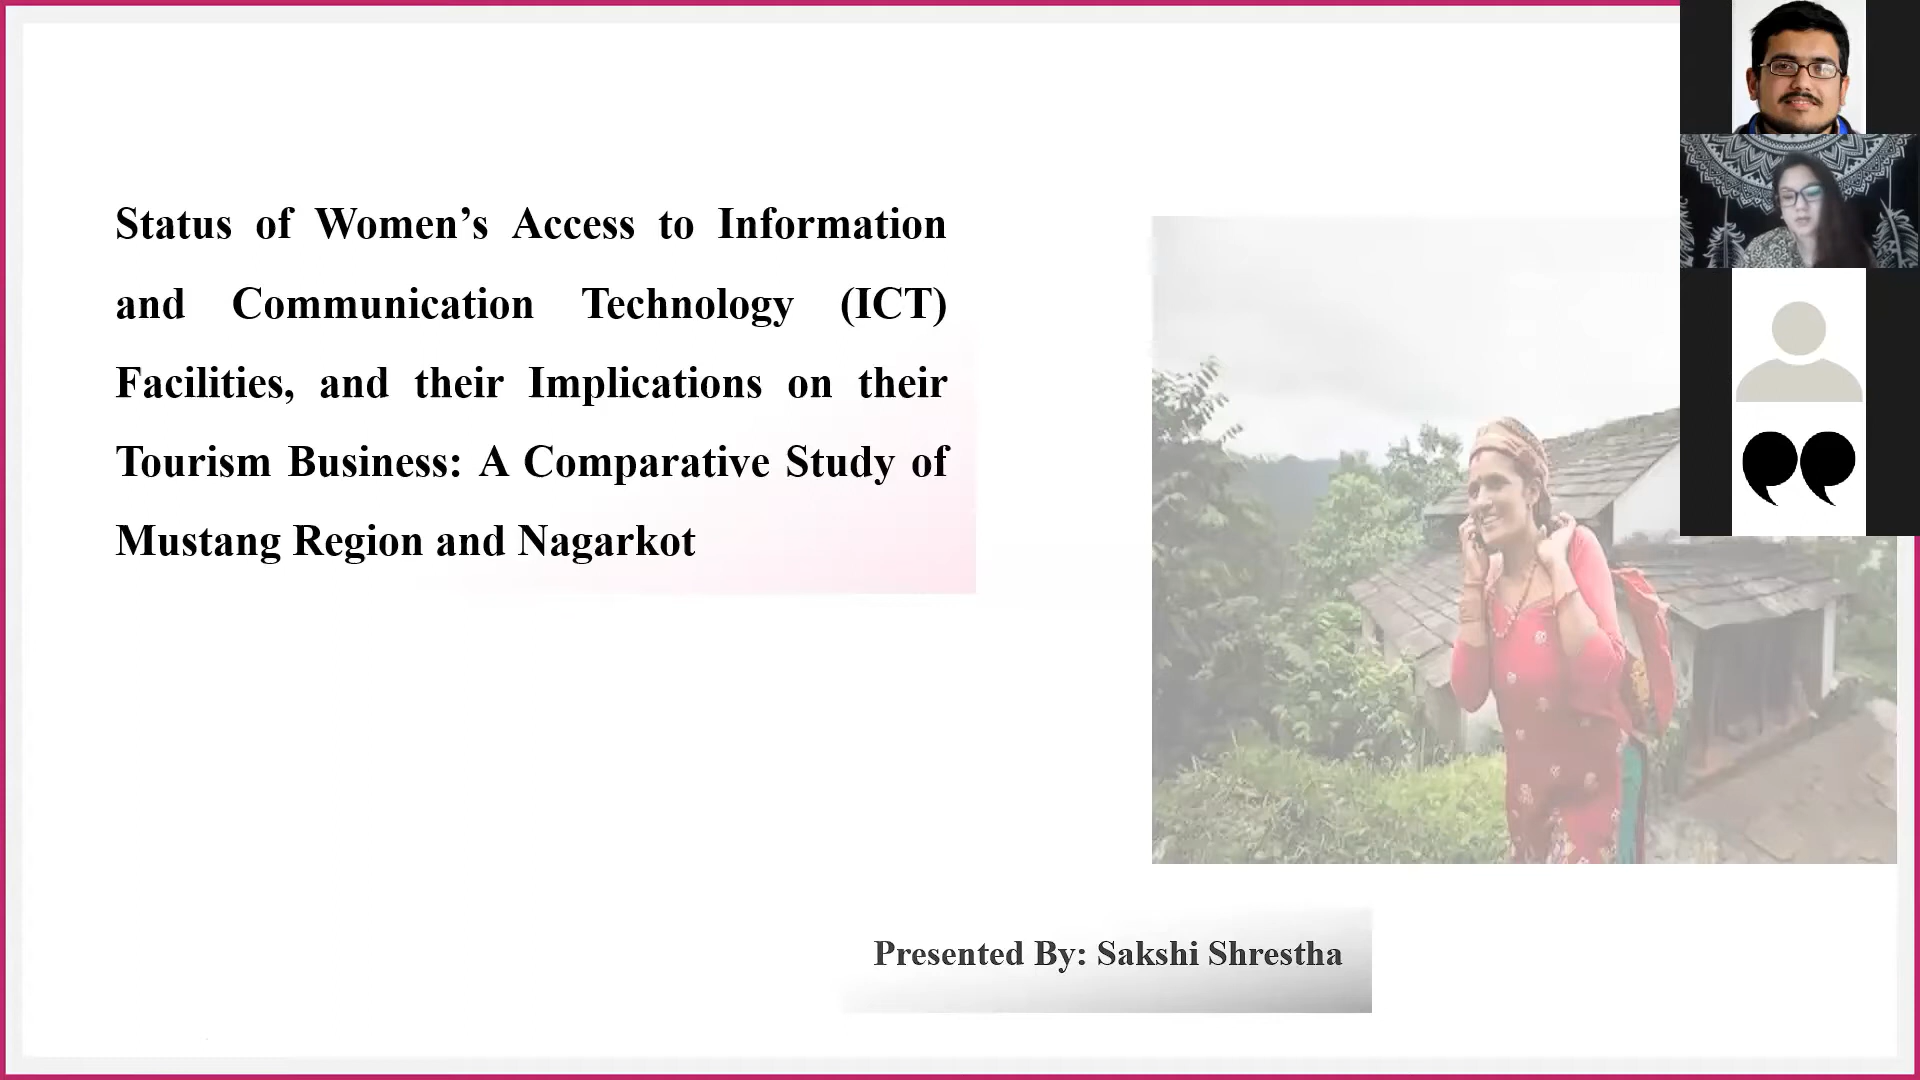 Status of Women’s Access to Information
and Communication Technology (ICT)
Facilities, and their Implications on their
Tourism Business: A Comparative Study of
Mustang Region and Nagarkot
Presented By: Sakshi Shrestha